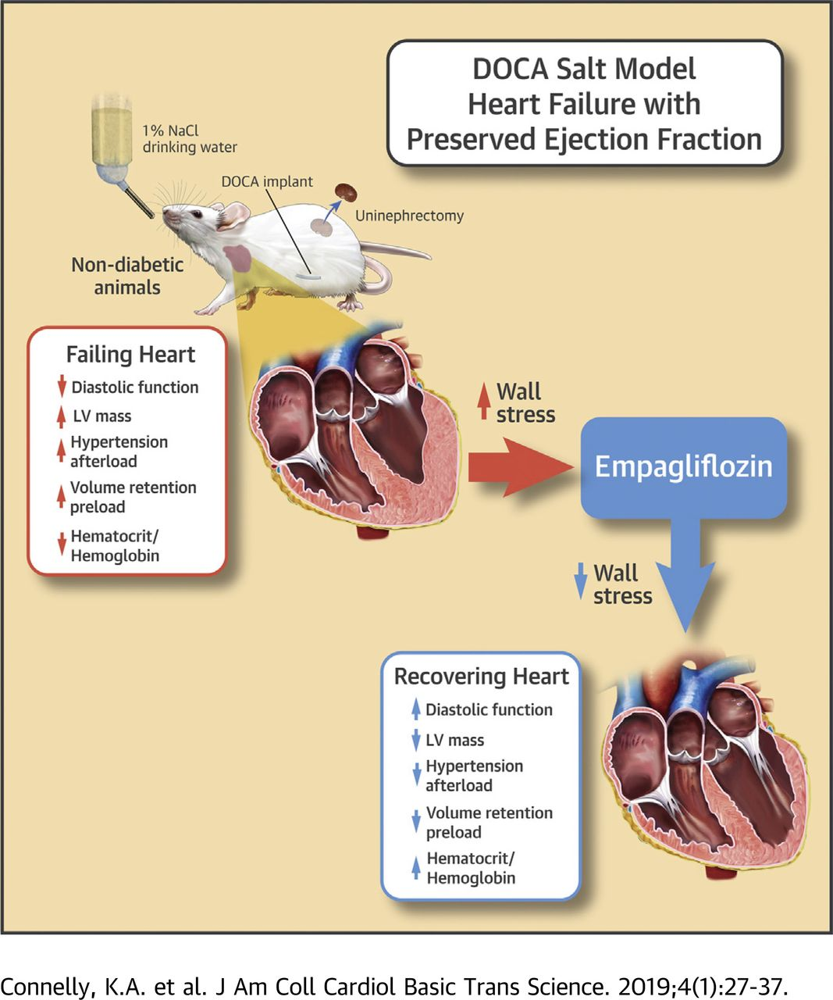 DOCA Salt Model
Heart Failure with
Preserved Ejection Fraction
1% NaCl
drinking water
DOCA implant
Uninephrectomy
Non-diabetic
animals
Failing Heart
Diastolic function
LV mass
Hypertension
afterload
Volume retention
preload
Hematocrit/
Hemoglobin
Wall
stress
Empagliflozin
Wall
stress
Recovering Heart
Diastolic function
LV mass
Hypertension
afterload
Volume retention
preload
Hematocrit/
Hemoglobin
Connelly, K.A. et al. J Am Coll Cardiol Basic Trans Science. 2019;4(1):27-37.